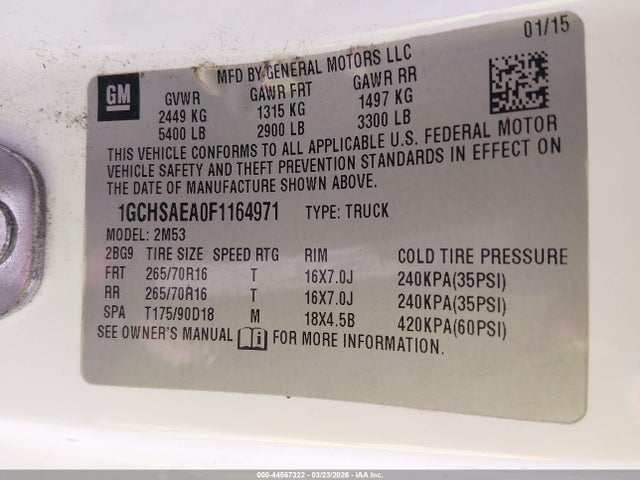 01/15
MFD BY GENERAL MOTORS LLC
GM
GVWR GAWR FRT GAWR RR
2449 KG 1315 KG 1497 KG
5400 LB 2900 LB 3300 LB
THIS VEHICLE CONFORMS TO ALL APPLICABLE U.S. FEDERAL MOTOR
VEHICLE SAFETY AND THEFT PREVENTION STANDARDS IN EFFECT ON
THE DATE OF MANUFACTURE SHOWN ABOVE.
1GCHSAEA0F1164971 TYPE: TRUCK
MODEL: 2M53
2BG9 TIRE SIZE SPEED RTG RIM COLD TIRE PRESSURE
FRT 265/70R16 T 16X7.0J 240KPA(35PSI)
RR 265/70R16 T 16X7.0J 240KPA(35PSI)
SPA T175/90D18 M 18X4.5B 420KPA(60PSI)
SEE OWNER'S MANUAL FOR MORE INFORMATION.
000-44567322 - 03/23/2026 - IAAI INC.